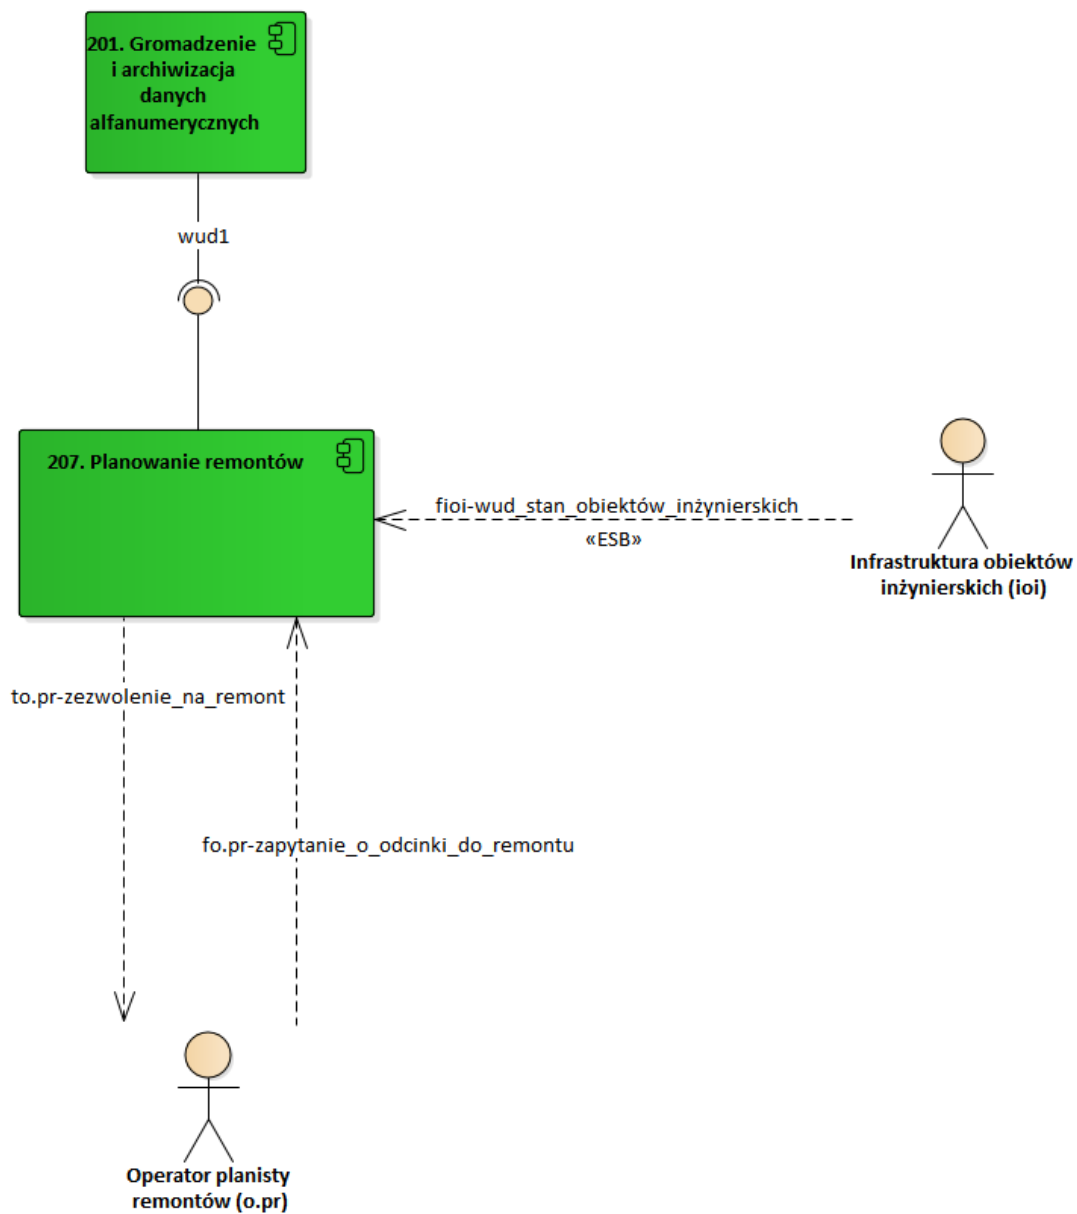 201. Gromadzenie
i archiwizacja
danych
alfanumerycznych
wud1
207. Planowanie remontów
fioi-wud_stan_obiektów_inżynierskich
«ESB»
Infrastruktura obiektów
inżynierskich (ioi)
to.pr-zezwolenie_na_remont
fo.pr-zapytanie_o_odcinki_do_remontu
Operator planisty
remontów (o.pr)